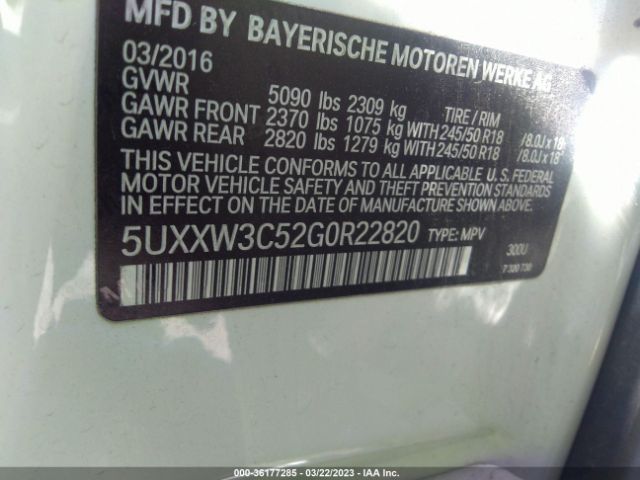 MFD BY BAYERISCHE MOTOREN WERKE AG
03/2016
GVWR 5090 lbs 2309 kg TIRE / RIM
GAWR FRONT 2370 lbs 1075 kg WITH 245/50 R18 /8.0J x 18"
GAWR REAR 2820 lbs 1279 kg WITH 245/50 R18 /8.0J x 18"
THIS VEHICLE CONFORMS TO ALL APPLICABLE U.S. FEDERAL
MOTOR VEHICLE SAFETY AND THEFT PREVENTION STANDARDS
IN EFFECT ON THE DATE OF MANUFACTURE SHOWN ABOVE.
5UXXW3C52G0R22820 TYPE: MPV
300U
7 320 730
000-36177285 - 03/22/2023 - IAA Inc.